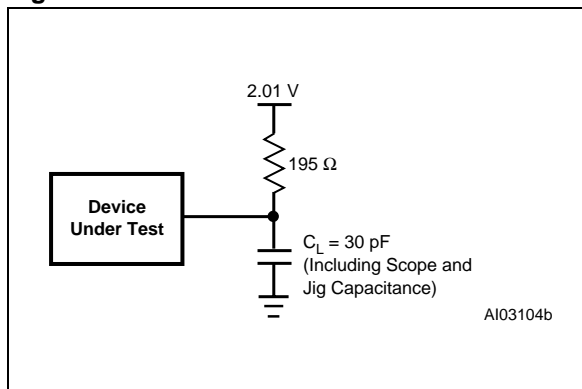 2.01 V
195 Ω
Device
Under Test
C_L = 30 pF
(Including Scope and
Jig Capacitance)
AI03104b